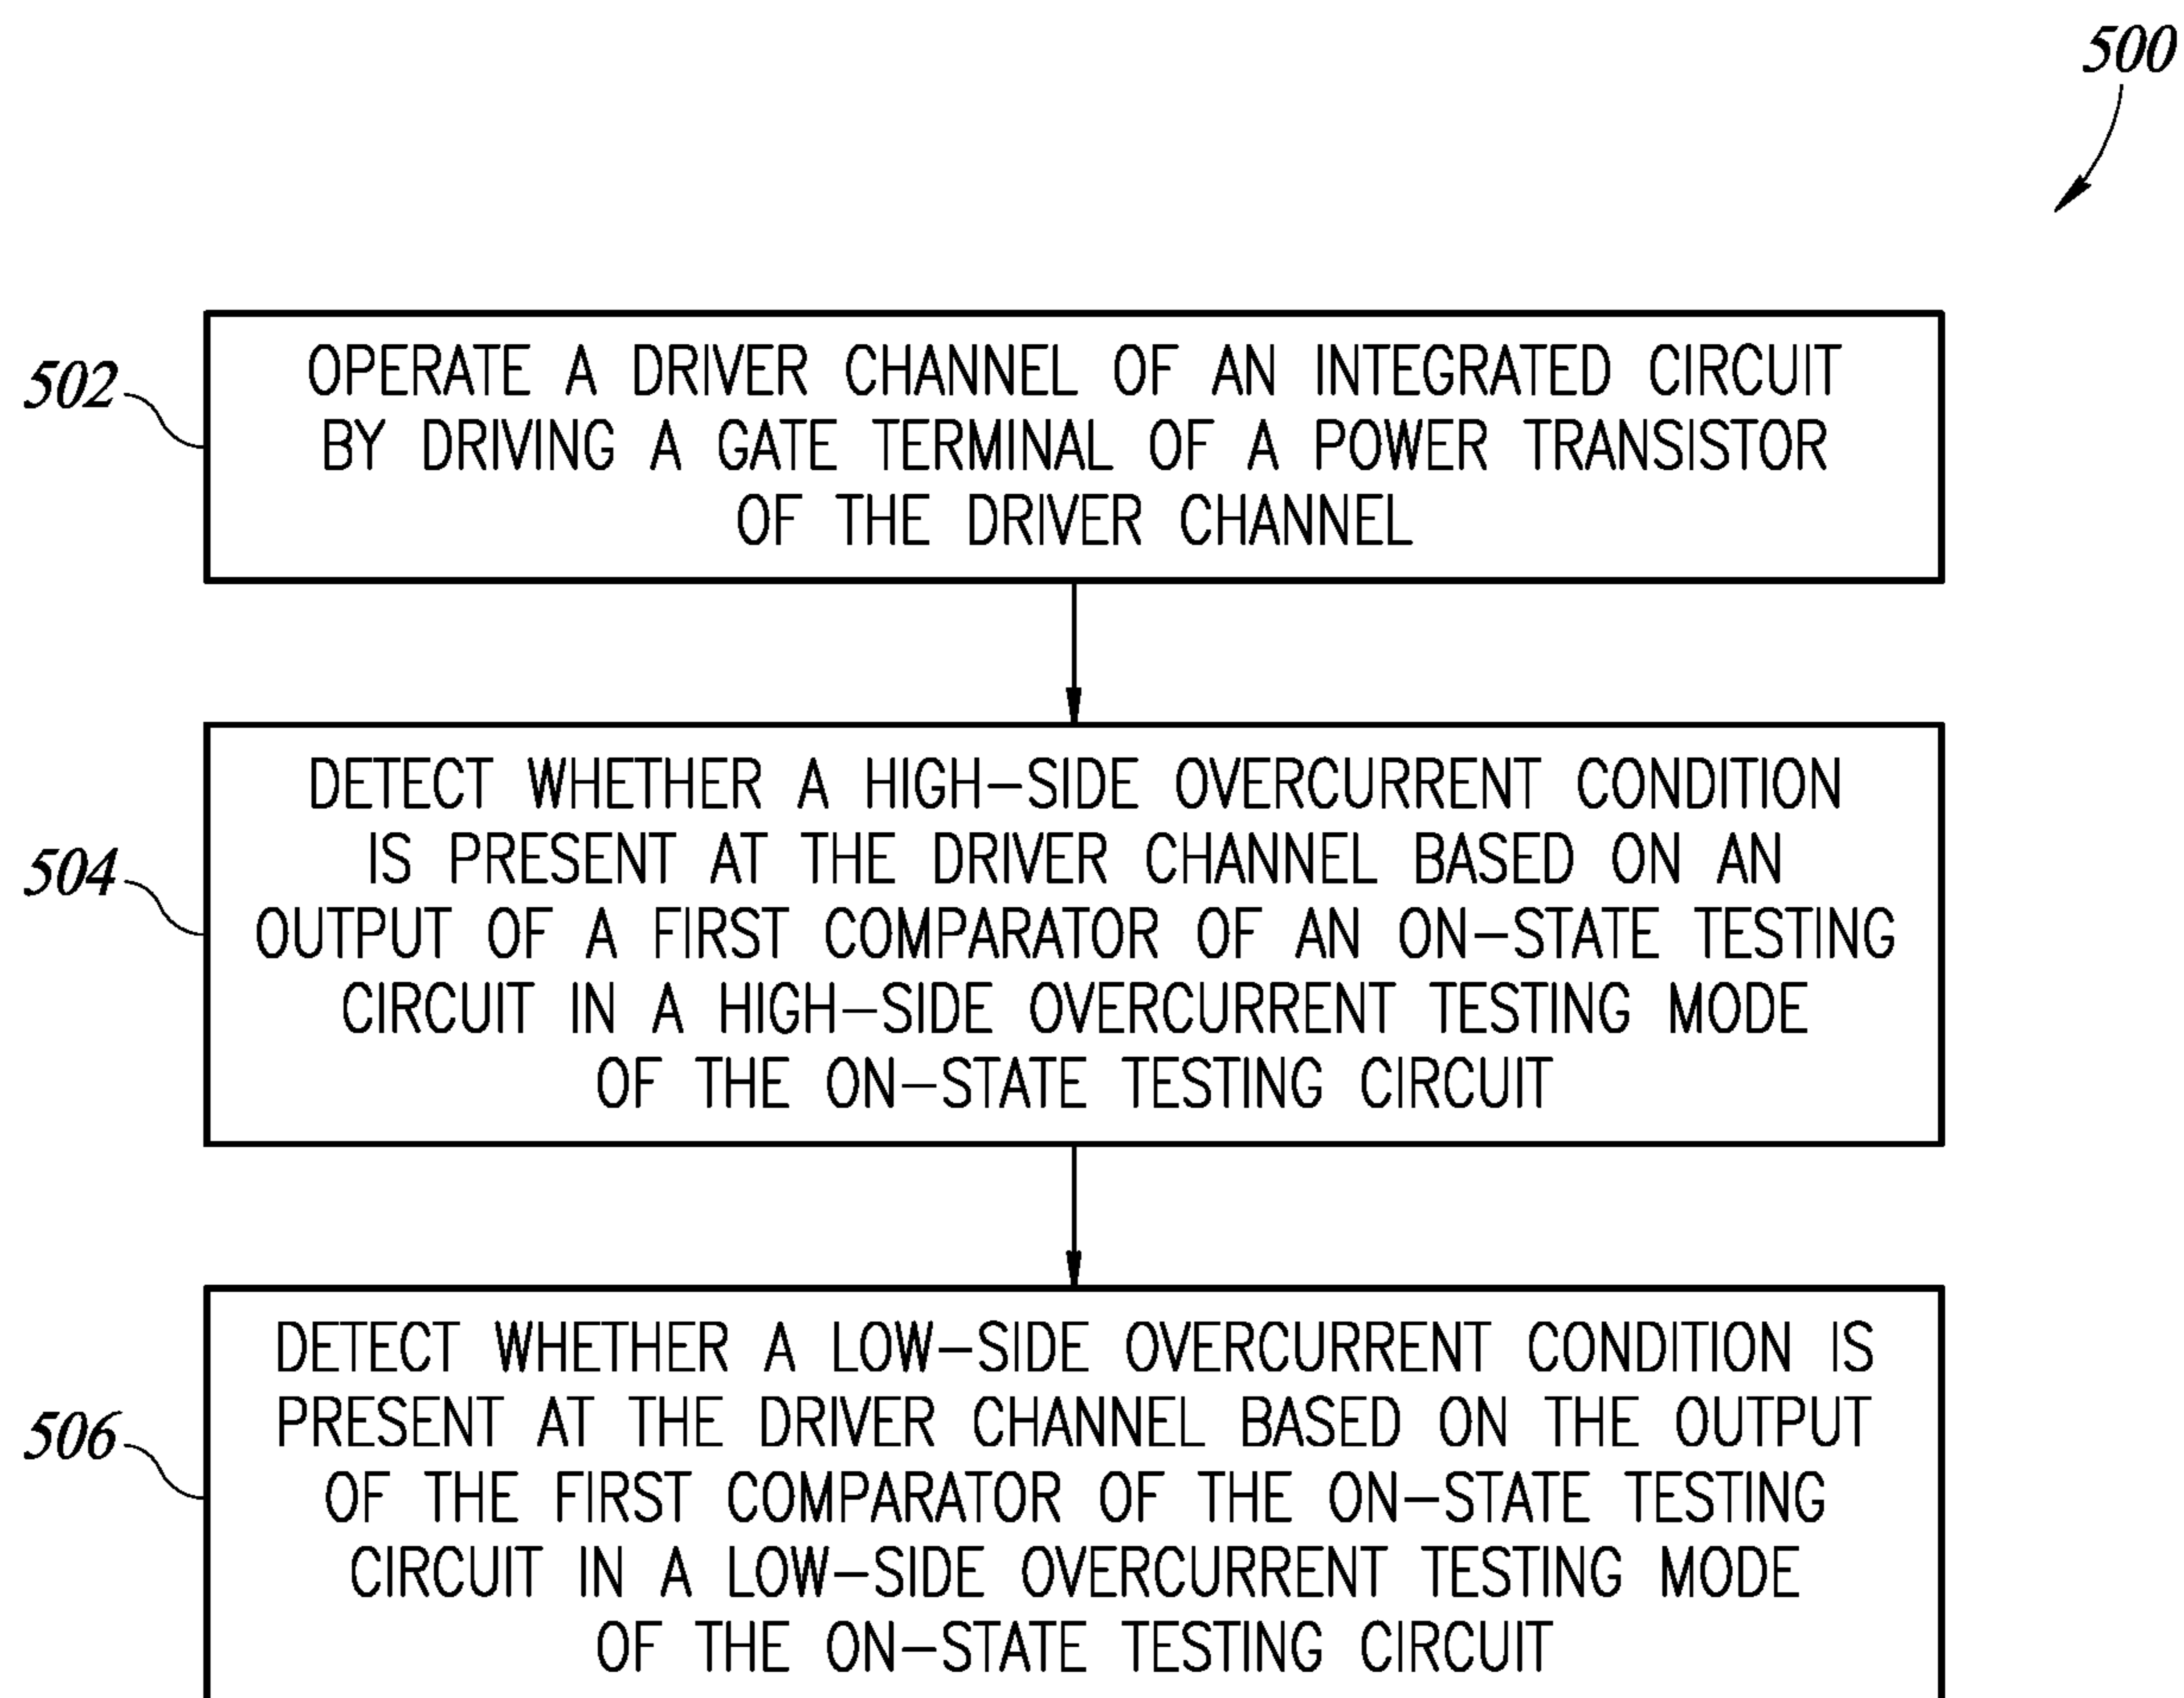 500
502
OPERATE A DRIVER CHANNEL OF AN INTEGRATED CIRCUIT
BY DRIVING A GATE TERMINAL OF A POWER TRANSISTOR
OF THE DRIVER CHANNEL
504
DETECT WHETHER A HIGH-SIDE OVERCURRENT CONDITION
IS PRESENT AT THE DRIVER CHANNEL BASED ON AN
OUTPUT OF A FIRST COMPARATOR OF AN ON-STATE TESTING
CIRCUIT IN A HIGH-SIDE OVERCURRENT TESTING MODE
OF THE ON-STATE TESTING CIRCUIT
506
DETECT WHETHER A LOW-SIDE OVERCURRENT CONDITION IS
PRESENT AT THE DRIVER CHANNEL BASED ON THE OUTPUT
OF THE FIRST COMPARATOR OF THE ON-STATE TESTING
CIRCUIT IN A LOW-SIDE OVERCURRENT TESTING MODE
OF THE ON-STATE TESTING CIRCUIT